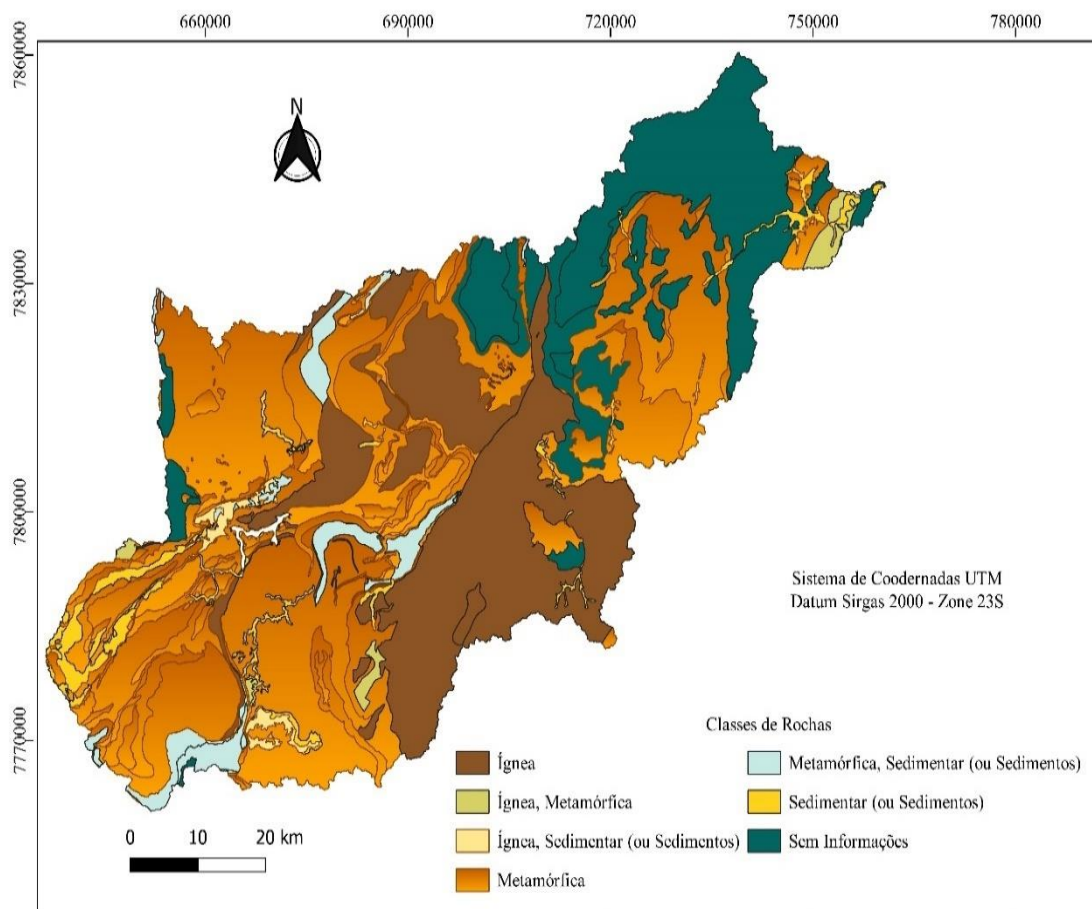 660000 690000 720000 750000 780000
7860000
7830000
7800000
7770000
N
Sistema de Coodernadas UTM
Datum Sirgas 2000 - Zone 23S
Classes de Rochas
Ígnea
Ígnea, Metamórfica
Ígnea, Sedimentar (ou Sedimentos)
Metamórfica
Metamórfica, Sedimentar (ou Sedimentos)
Sedimentar (ou Sedimentos)
Sem Informações
0 10 20 km